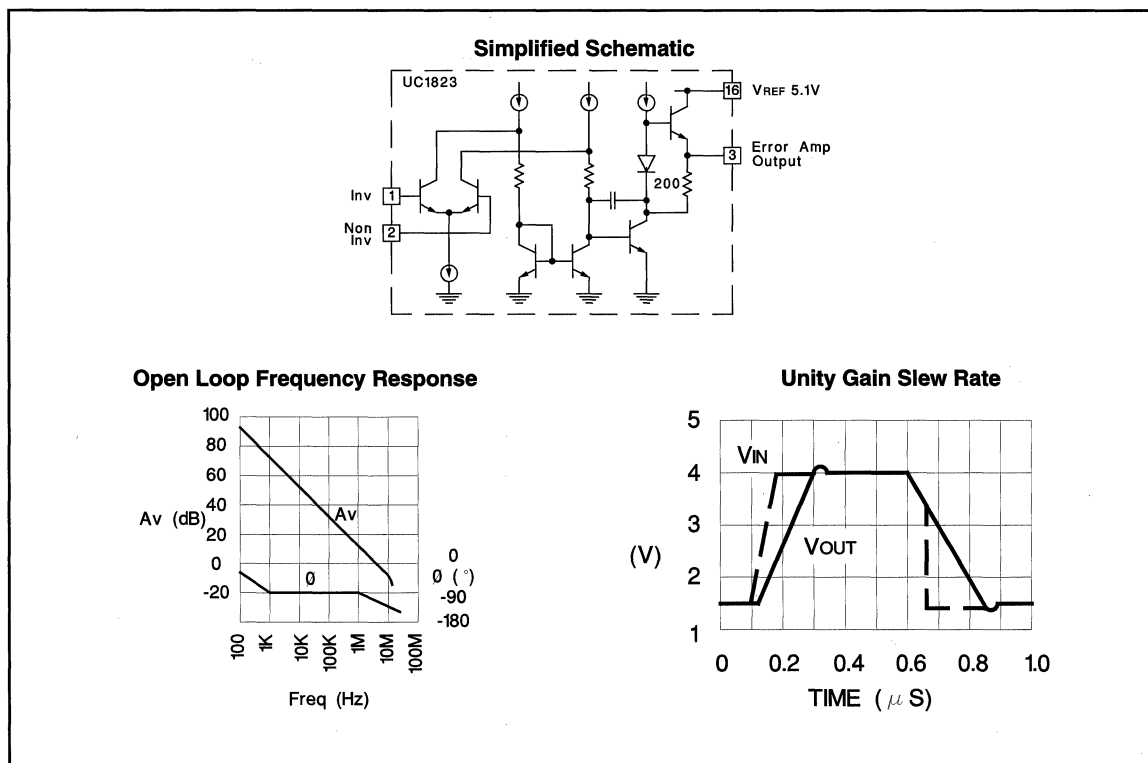 Simplified Schematic
UC1823
16 VREF 5.1V
3 Error Amp
Output
200
Inv 1
Non
Inv 2
Open Loop Frequency Response
100
80
60
Av (dB) 40
20
0
-20
Av
Ø
0
Ø (°)
-90
-180
100 1K 10K 100K 1M 10M 100M
Freq (Hz)
Unity Gain Slew Rate
5
4
3
(V)
2
1
VIN
VOUT
0 0.2 0.4 0.6 0.8 1.0
TIME (μS)